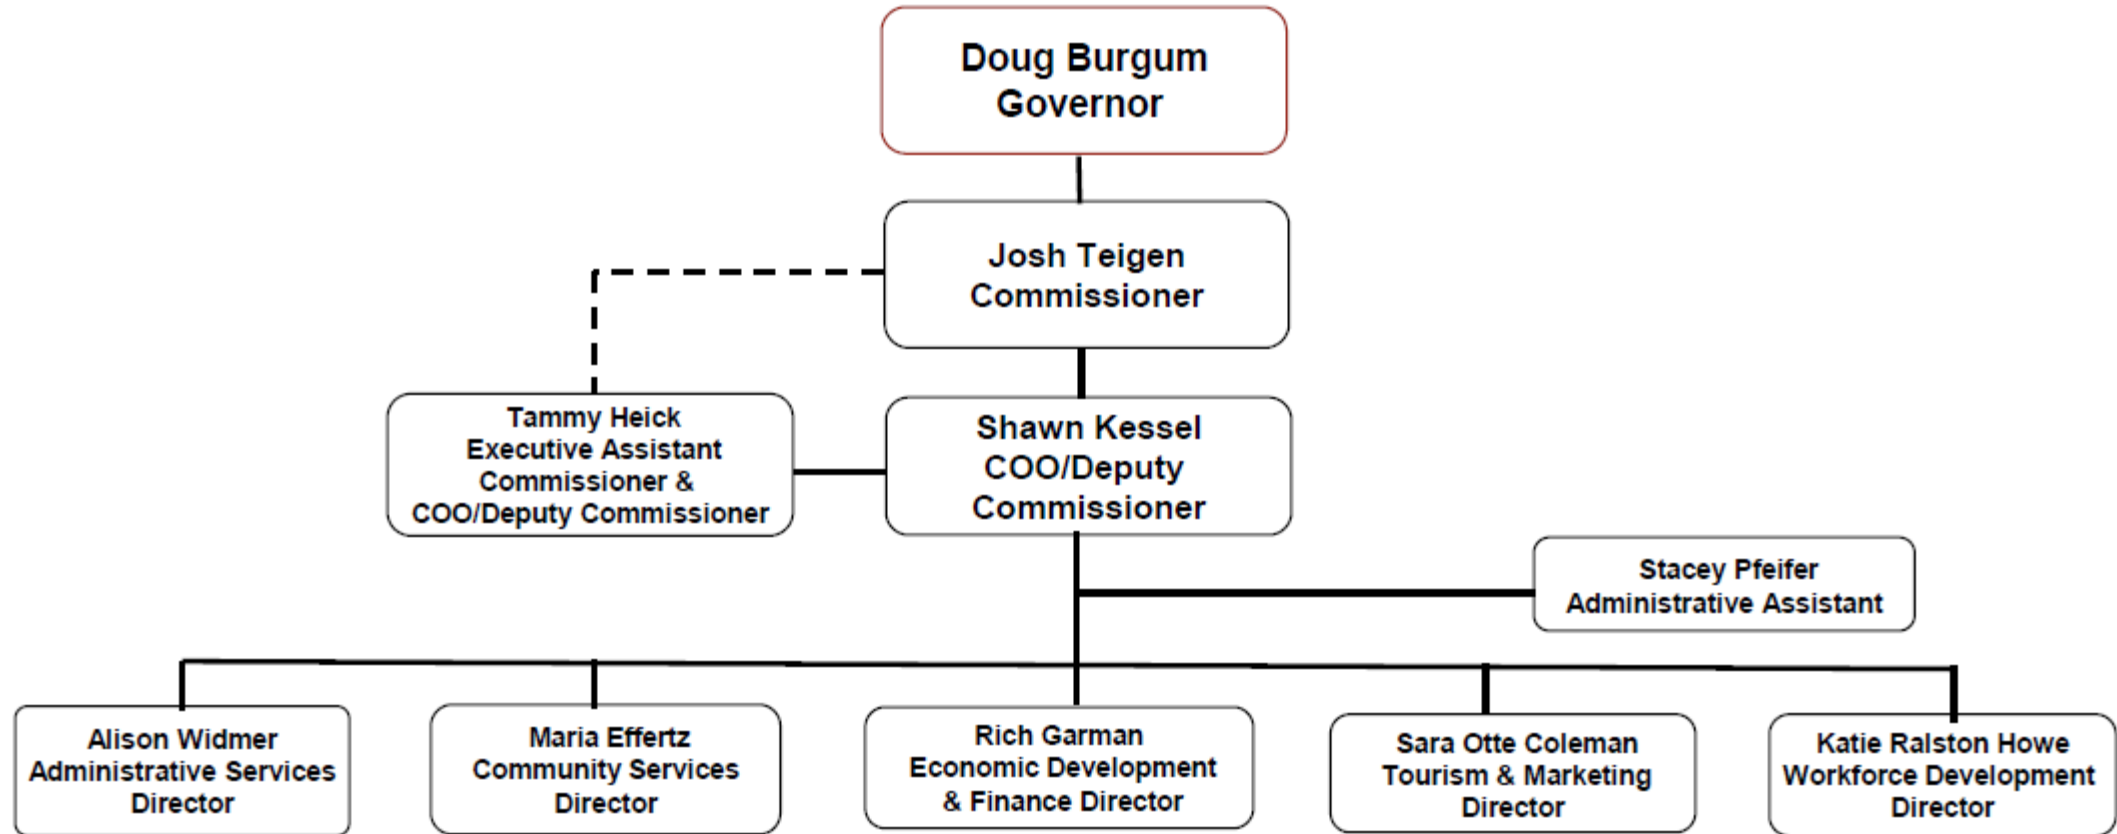 Doug Burgum
Governor
Josh Teigen
Commissioner
Tammy Heick
Executive Assistant
Commissioner &
COO/Deputy Commissioner
Shawn Kessel
COO/Deputy
Commissioner
Stacey Pfeifer
Administrative Assistant
Alison Widmer
Administrative Services
Director
Maria Effertz
Community Services
Director
Rich Garman
Economic Development
& Finance Director
Sara Otte Coleman
Tourism & Marketing
Director
Katie Ralston Howe
Workforce Development
Director